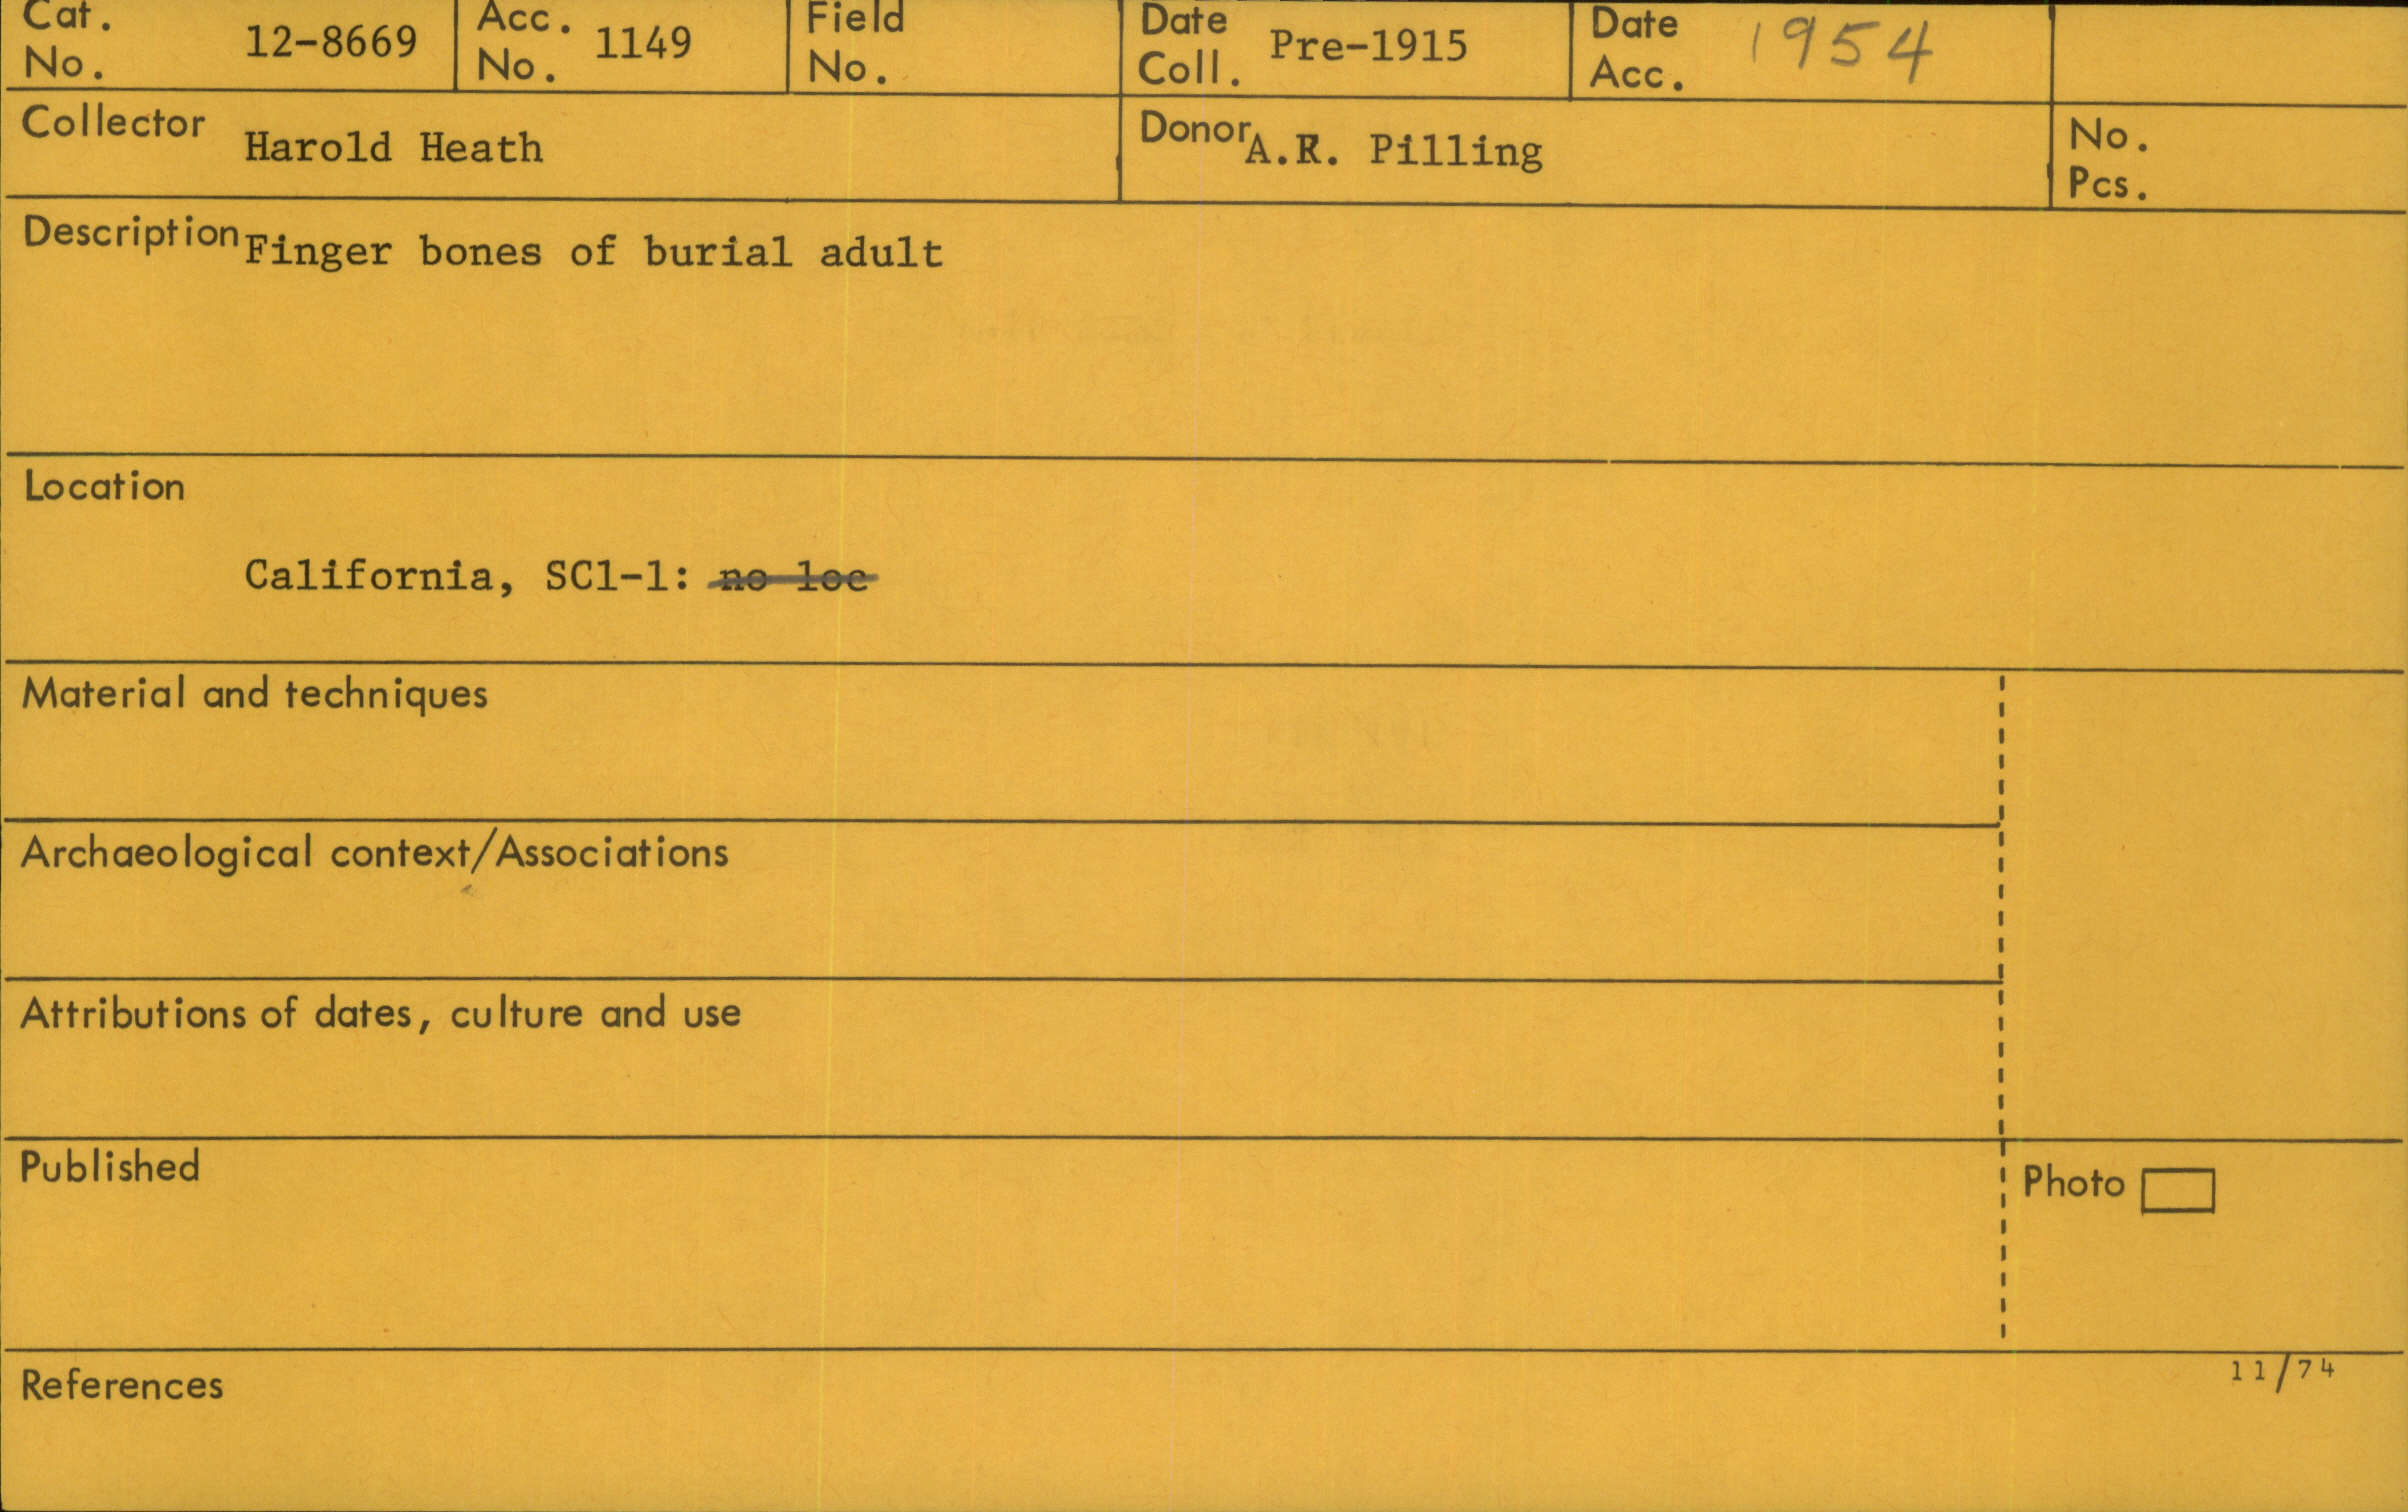 Cat. No. 12-8669 Acc. No. 1149 Field No. Date Coll. Pre-1915 Date Acc. 1954
Collector Harold Heath Donor A.R. Pilling No. Pcs.
Description Finger bones of burial adult
Location
California, SC1-1: no loc
Material and techniques
Archaeological context/Associations
Attributions of dates, culture and use
Published
Photo
References
11/74